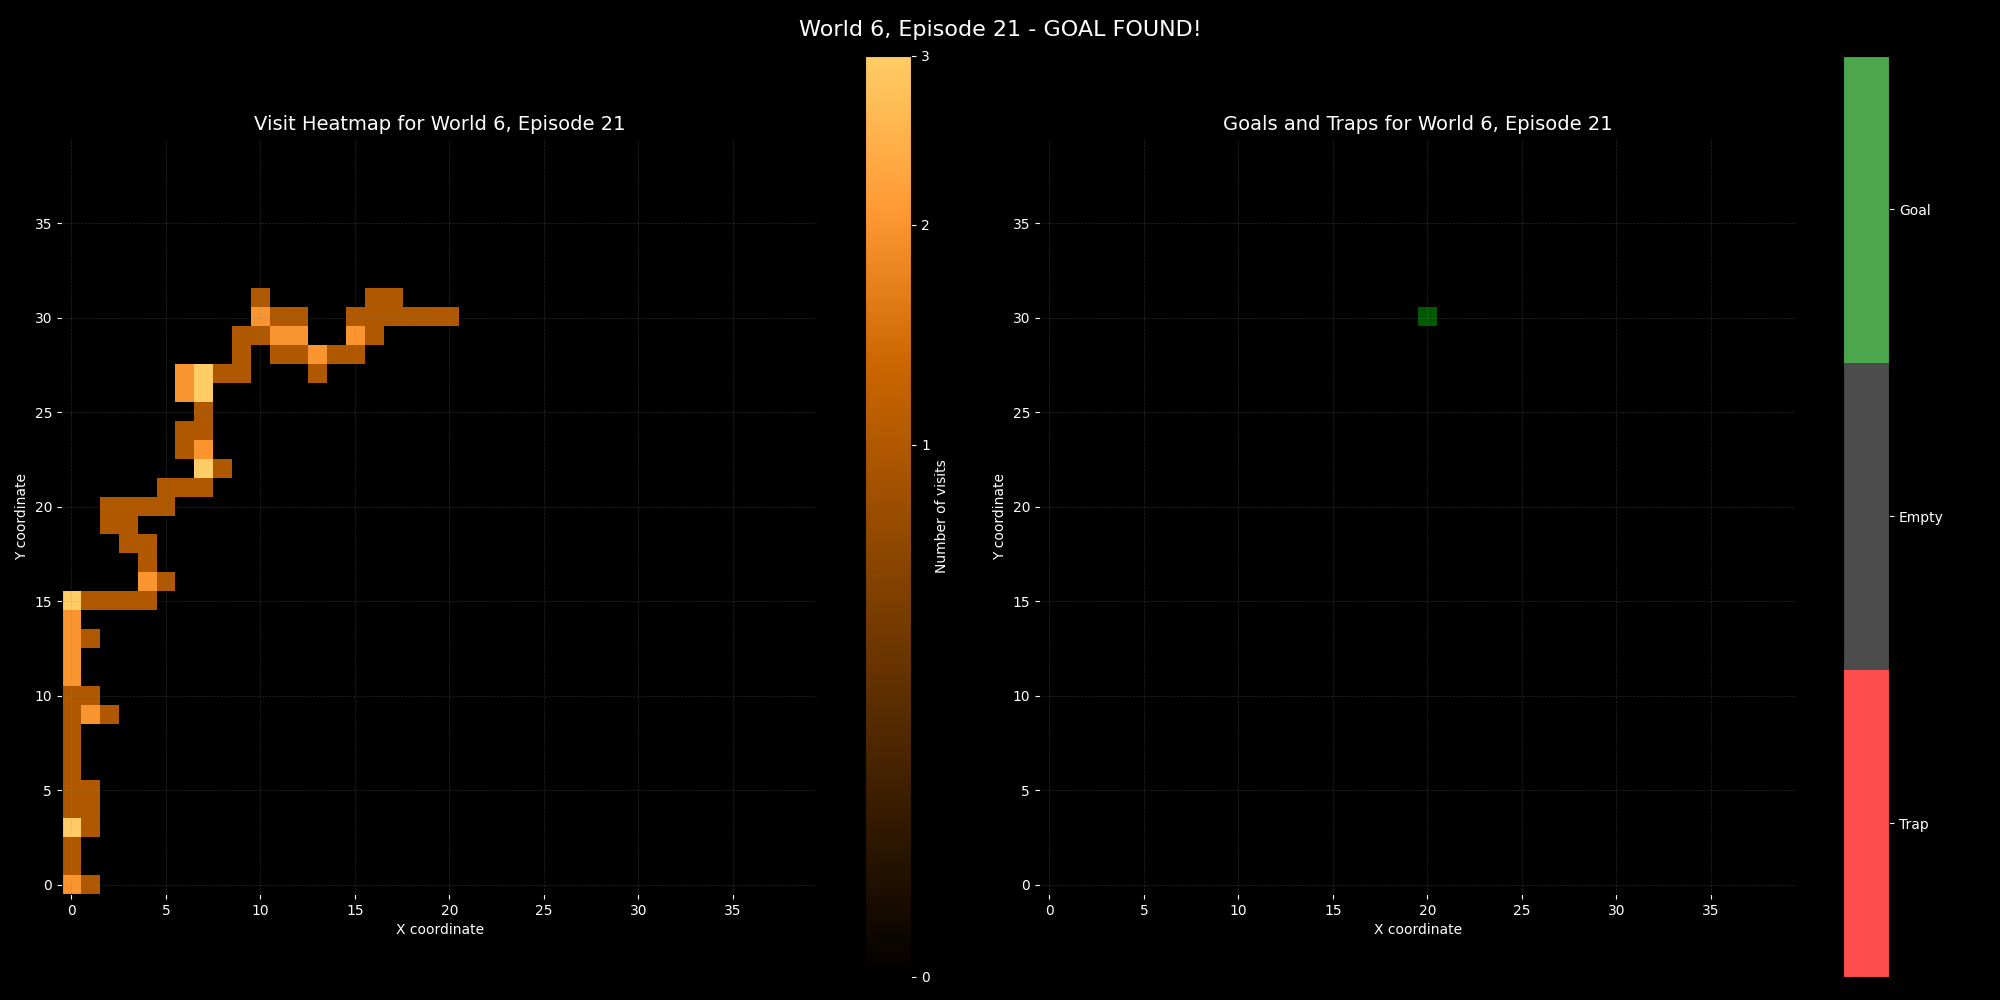 World 6, Episode 21 - GOAL FOUND!
Visit Heatmap for World 6, Episode 21
Y coordinate
35
30
25
20
15
10
5
0
0 5 10 15 20 25 30 35
X coordinate
3
2
1
0
Number of visits
Goals and Traps for World 6, Episode 21
Y coordinate
35
30
25
20
15
10
5
0
0 5 10 15 20 25 30 35
X coordinate
Goal
Empty
Trap